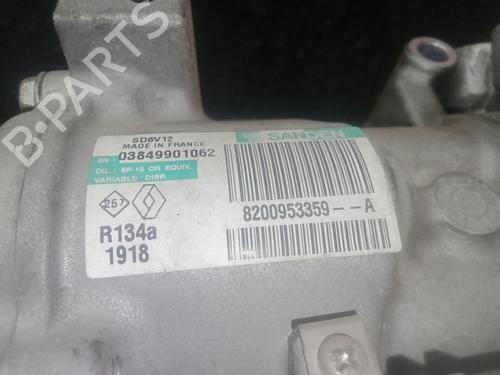 B-PARTS
SD6V12
MADE IN FRANCE
SANDEN
SN : 03849901062
OIL : SP-10 OR EQUIV.
VARIABLE DISP.
257
R134a
1918
8200953359--A